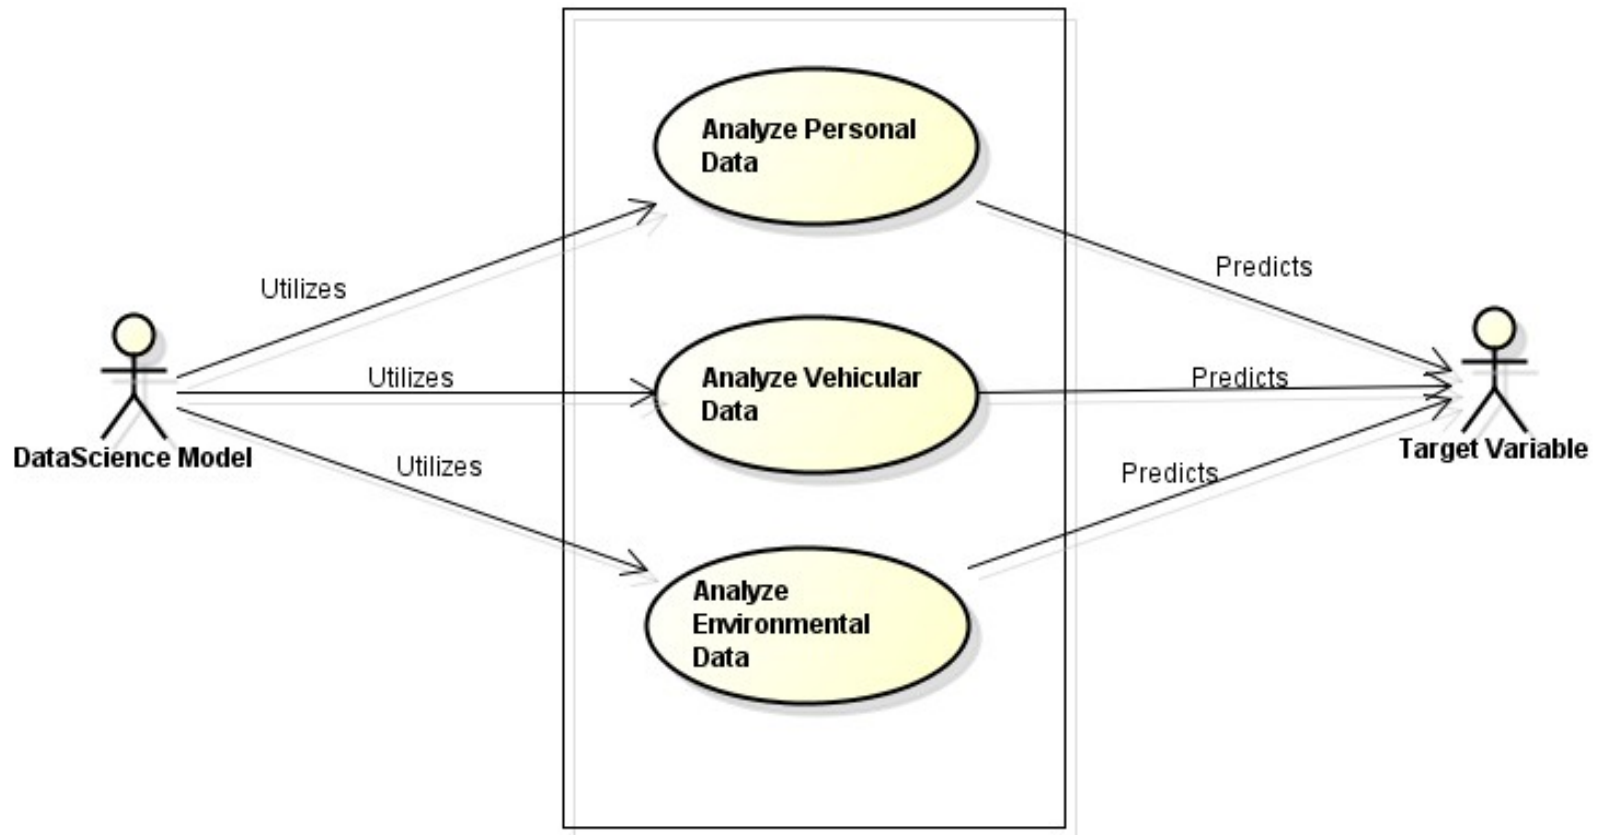 Analyze Personal
Data
Utilizes
Predicts
Utilizes
Analyze Vehicular
Data
Predicts
DataScience Model
Utilizes
Predicts
Target Variable
Analyze
Environmental
Data